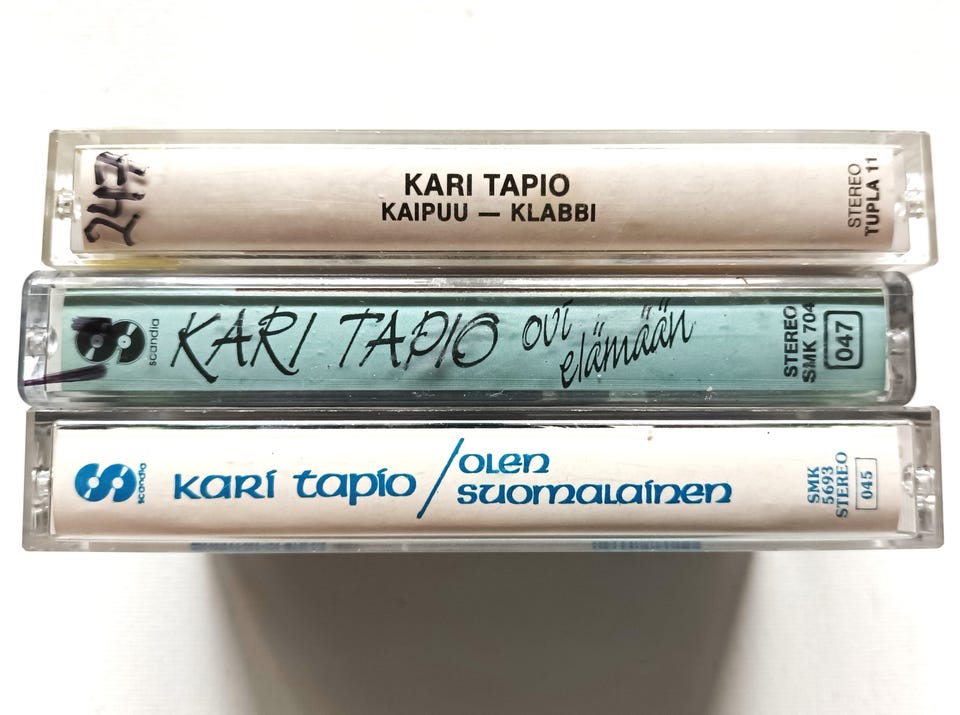 247
KARI TAPIO
KAIPUU — KLABBI
STEREO
TUPLA 11
scandia
KARI TAPIO
ovi
elämään
STEREO
SMK 704
047
scandia
kari tapio / olen
suomalainen
SMK
5693
STEREO
045